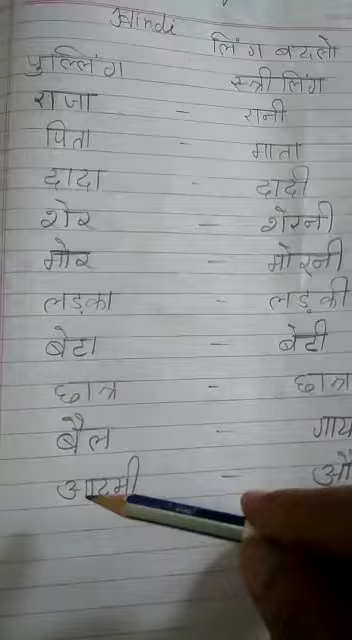 Hindi
लिंग बदलो
पुल्लिंग स्त्रीलिंग
राजा - रानी
पिता - माता
दादा - दादी
शेर - शेरनी
मोर - मोरनी
लड़का - लड़की
बेटा - बेटी
छात्र - छात्र
बैल - गाय
आदमी - औ